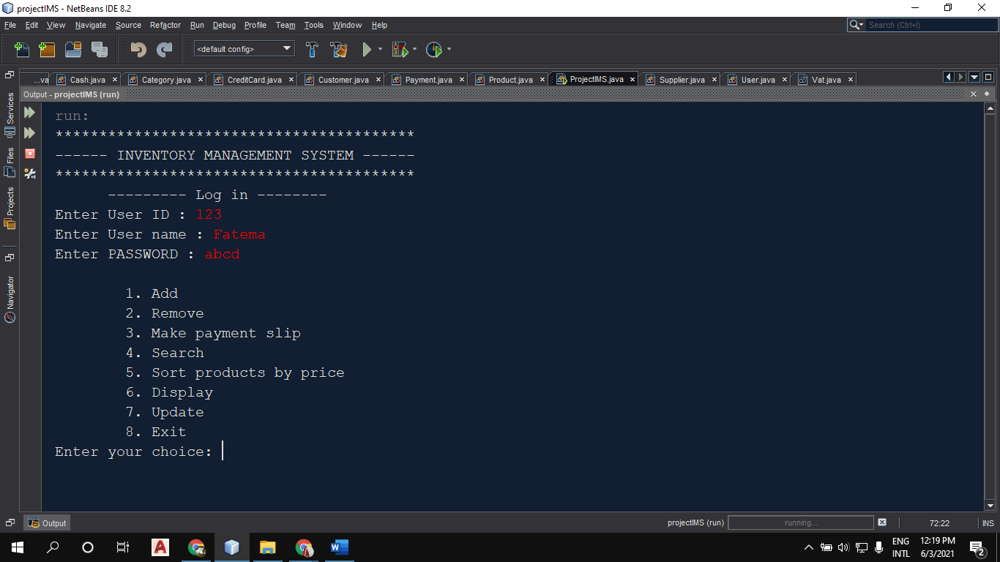 projectIMS - NetBeans IDE 8.2
File Edit View Navigate Source Refactor Run Debug Profile Team Tools Window Help
Search (Ctrl+I)
<default config>
...va Cash.java Category.java CreditCard.java Customer.java Payment.java Product.java ProjectIMS.java Supplier.java User.java Vat.java
Output - projectIMS (run)
Services
Files
Projects
Navigator
run:
*****************************************
------ INVENTORY MANAGEMENT SYSTEM ------
*****************************************
--------- Log in --------
Enter User ID : 123
Enter User name : Fatema
Enter PASSWORD : abcd
1. Add
2. Remove
3. Make payment slip
4. Search
5. Sort products by price
6. Display
7. Update
8. Exit
Enter your choice:
Output
projectIMS (run) running... 72:22 INS
ENG
INTL
12:19 PM
6/3/2021
2